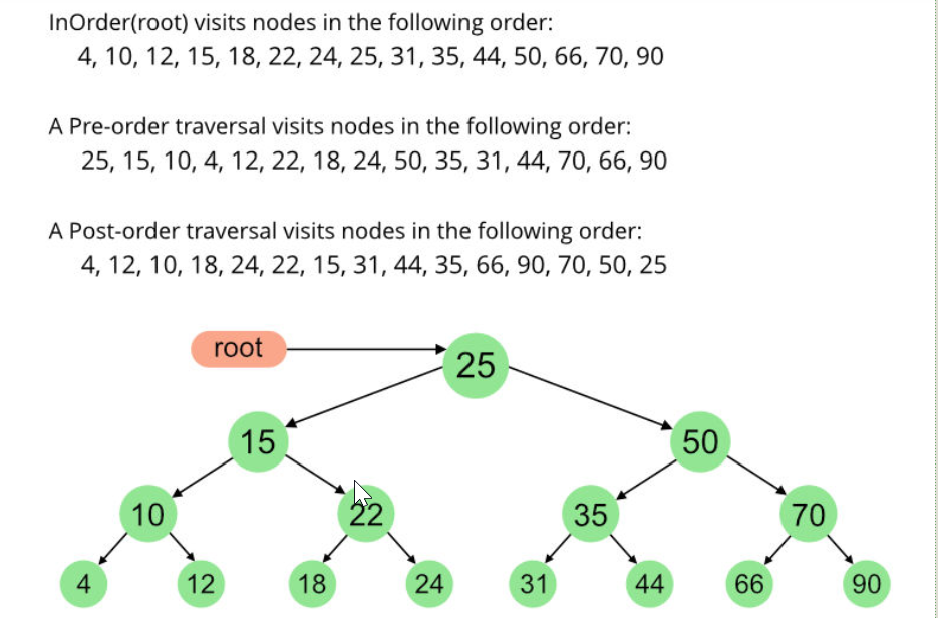 InOrder(root) visits nodes in the following order:
4, 10, 12, 15, 18, 22, 24, 25, 31, 35, 44, 50, 66, 70, 90
A Pre-order traversal visits nodes in the following order:
25, 15, 10, 4, 12, 22, 18, 24, 50, 35, 31, 44, 70, 66, 90
A Post-order traversal visits nodes in the following order:
4, 12, 10, 18, 24, 22, 15, 31, 44, 35, 66, 90, 70, 50, 25
root
25
15 50
10 22 35 70
4 12 18 24 31 44 66 90